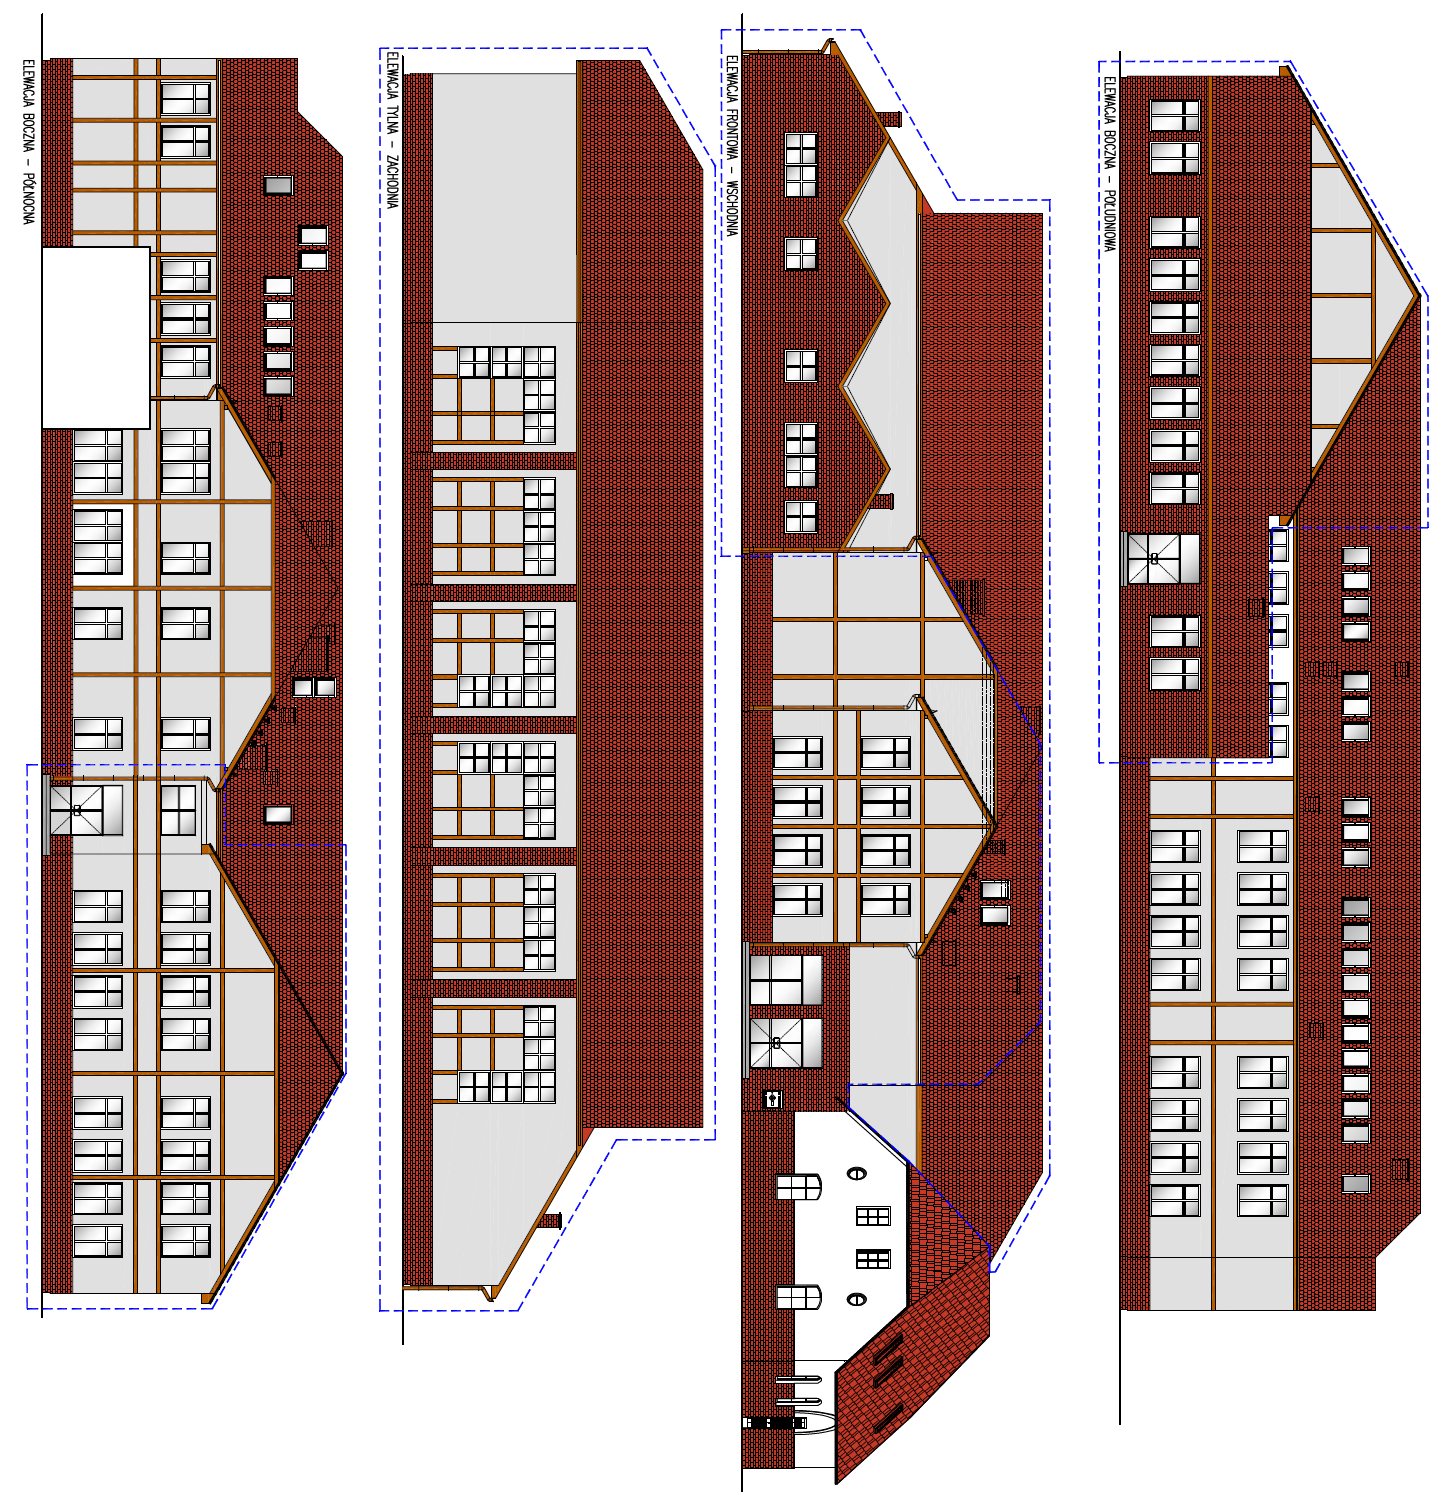 ELEWACJA BOCZNA - PÓŁNOCNA
ELEWACJA TYLNA - ZACHODNIA
ELEWACJA FRONTOWA - WSCHODNIA
ELEWACJA BOCZNA - POŁUDNIOWA